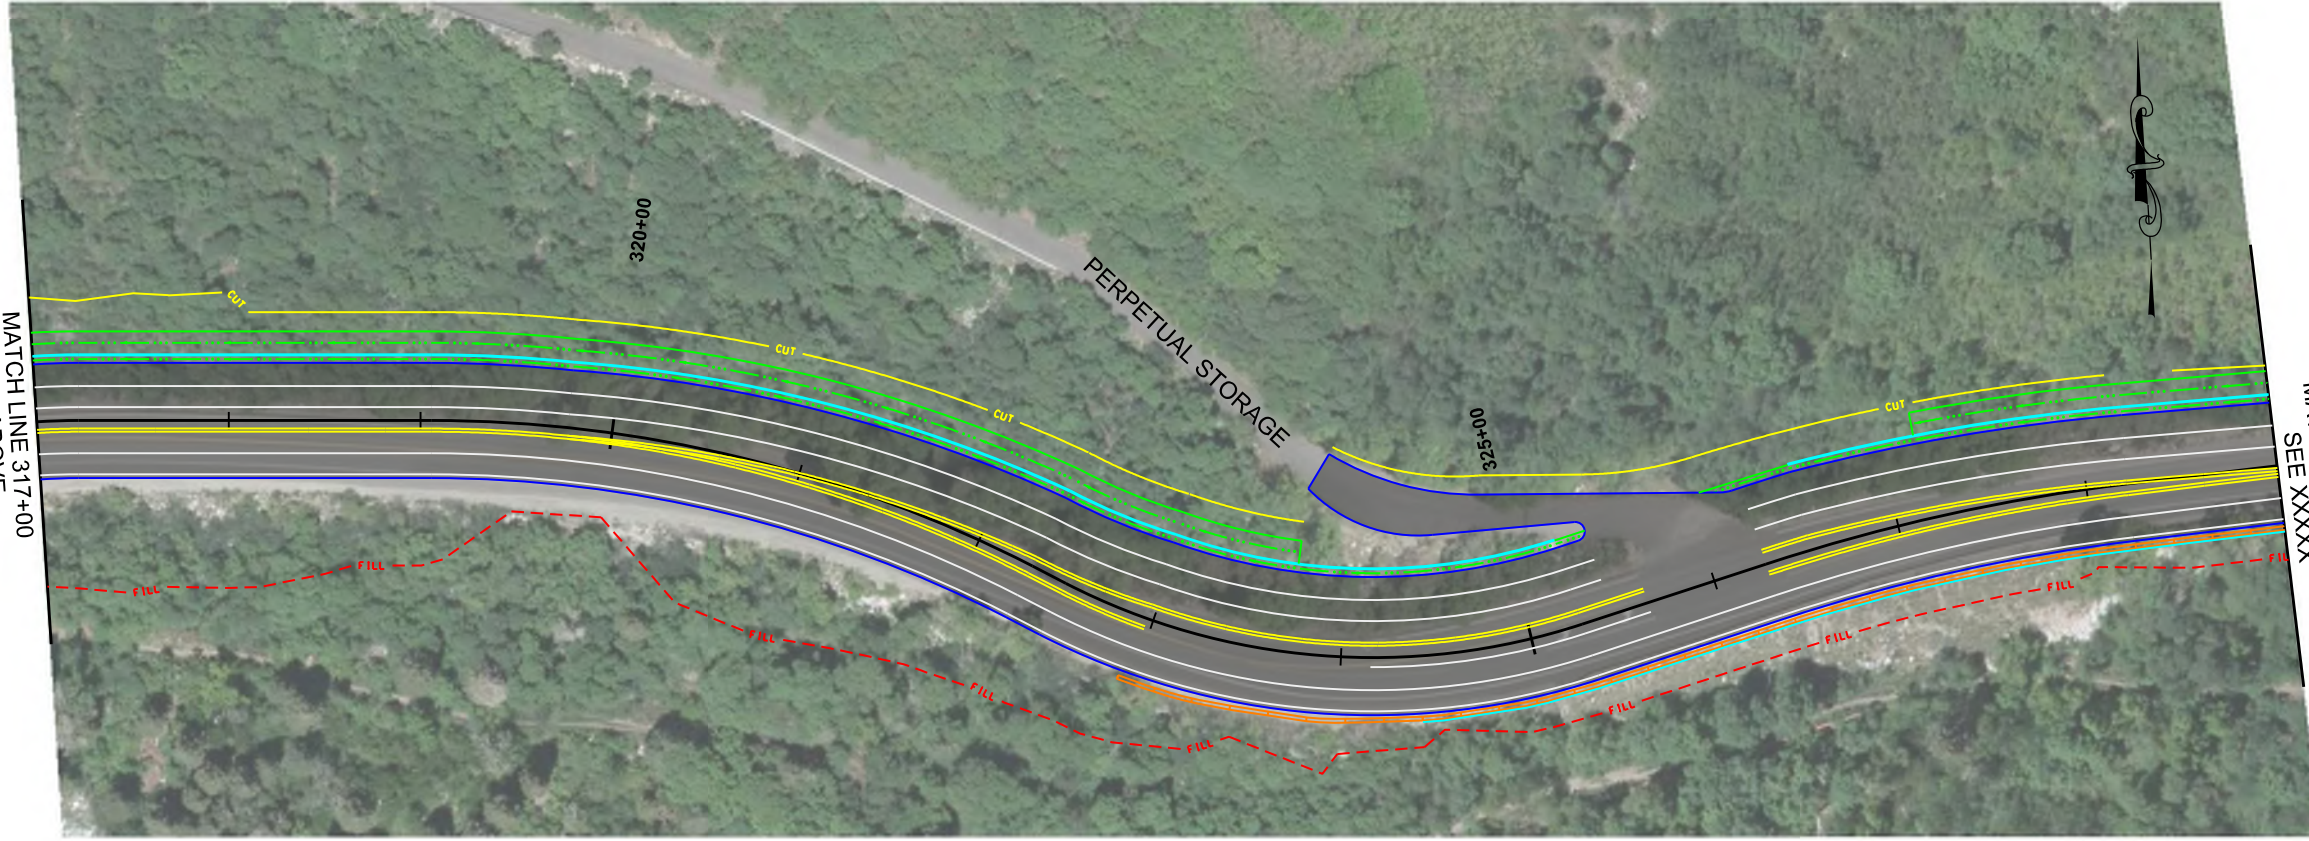 320+00
CUT
CUT
CUT
PERPETUAL STORAGE
325+00
CUT
MATCH LINE 317+00
SEE XXXXX
FILL
FILL
FILL
FILL
FILL
FILL
FILL
FILL